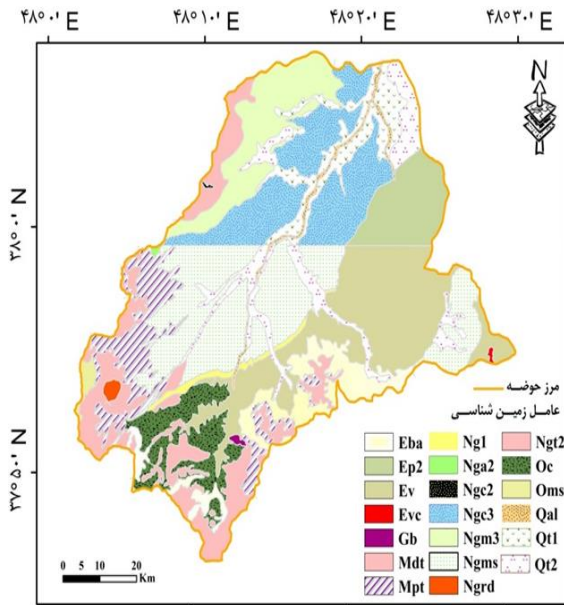 ۴۸°۰' E
۴۸°۱۰' E
۴۸°۲۰' E
۴۸°۳۰' E
N
۳۸°۰' N
۳۷°۵۰' N
مرز حوضه
عامل زمین شناسی
Eba Ng1 Ngt2
Ep2 Nga2 Oc
Ev Ngc2 Oms
Evc Ngc3 Qal
Gb Ngm3 Qt1
Mdt Ngms Qt2
Mpt Ngrd
0 5 10 20
Km